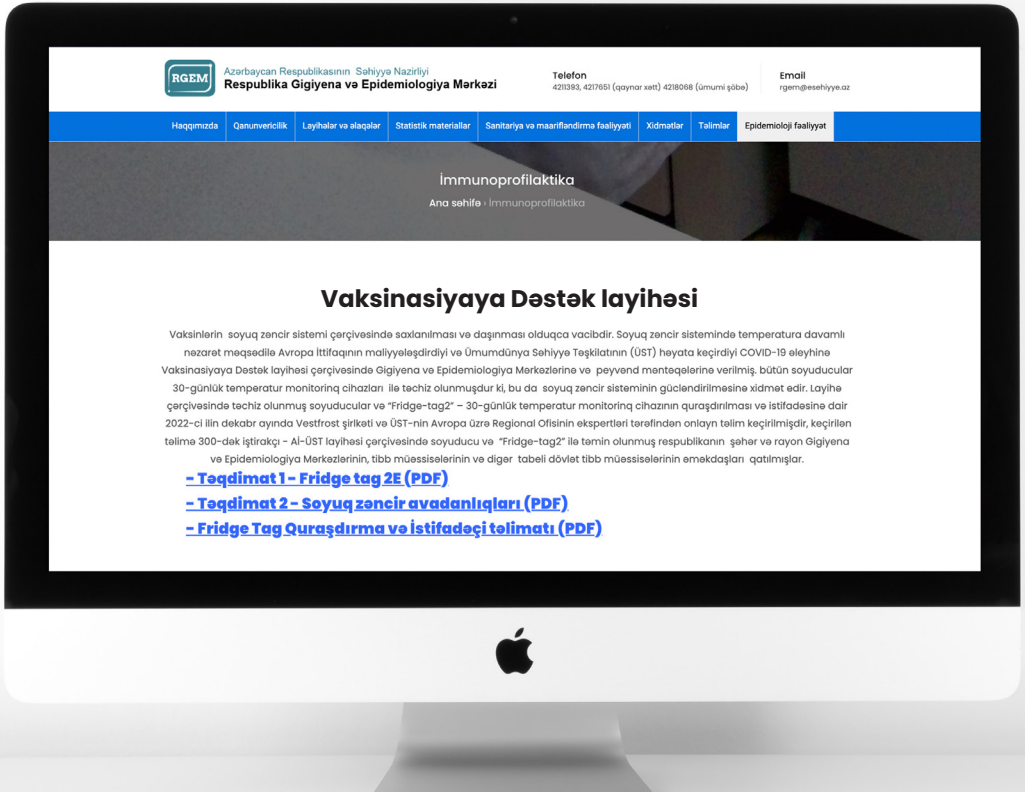 RGEM
Azərbaycan Respublikasının Səhiyyə Nazirliyi
Respublika Gigiyena və Epidemiologiya Mərkəzi
Telefon
4211393, 4217651 (qaynar xətt) 4218068 (ümumi şöbə)
Email
rgem@esehiyye.az
Haqqımızda Qanunvericilik Layihələr və əlaqələr Statistik materiallar Sanitariya və maarifləndirmə fəaliyyəti Xidmətlər Təlimlər Epidemioloji fəaliyyət
İmmunoprofilaktika
Ana səhifə › İmmunoprofilaktika
Vaksinasiyaya Dəstək layihəsi
Vaksinlərin soyuq zəncir sistemi çərçivəsində saxlanılması və daşınması olduqca vacibdir. Soyuq zəncir sistemində temperatura davamlı
nəzarət məqsədilə Avropa İttifaqının maliyyələşdirdiyi və Ümumdünya Səhiyyə Təşkilatının (ÜST) həyata keçirdiyi COVID-19 əleyhinə
Vaksinasiyaya Dəstək layihəsi çərçivəsində Gigiyena və Epidemiologiya Mərkəzlərinə və peyvənd məntəqələrinə verilmiş. bütün soyuducular
30-günlük temperatur monitorinq cihazları ilə təchiz olunmuşdur ki, bu da soyuq zəncir sisteminin gücləndirilməsinə xidmət edir. Layihə
çərçivəsində təchiz olunmuş soyuducular və “Fridge-tag2” – 30-günlük temperatur monitorinq cihazının quraşdırılması və istifadəsinə dair
2022-ci ilin dekabr ayında Vestfrost şirkəti və ÜST-nin Avropa üzrə Regional Ofisinin ekspertləri tərəfindən onlayn təlim keçirilmişdir, keçirilən
təlimə 300-dək iştirakçı - Aİ-ÜST layihəsi çərçivəsində soyuducu və “Fridge-tag2” ilə təmin olunmuş respublikanın şəhər və rayon Gigiyena
və Epidemiologiya Mərkəzlərinin, tibb müəssisələrinin və digər tabeli dövlət tibb müəssisələrinin əməkdaşları qatılmışlar.
- Təqdimat 1 - Fridge tag 2E (PDF)
- Təqdimat 2 - Soyuq zəncir avadanlıqları (PDF)
- Fridge Tag Quraşdırma və İstifadəçi təlimatı (PDF)